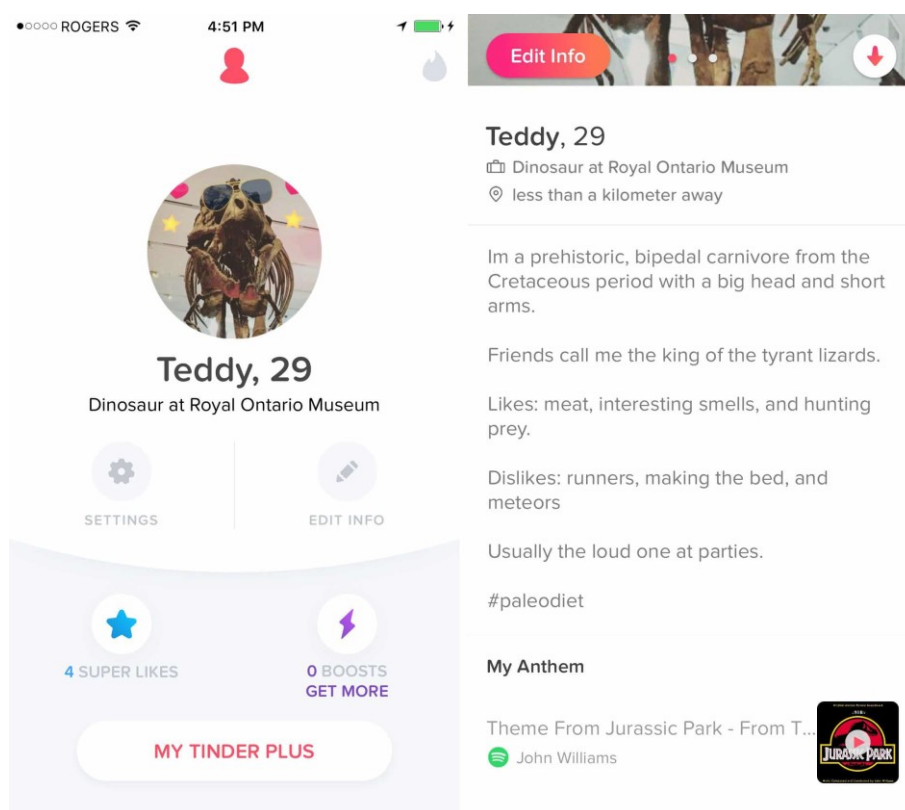 ROGERS 4:51 PM
Teddy, 29
Dinosaur at Royal Ontario Museum
SETTINGS
EDIT INFO
4 SUPER LIKES
0 BOOSTS
GET MORE
MY TINDER PLUS
Edit Info
Teddy, 29
Dinosaur at Royal Ontario Museum
less than a kilometer away
Im a prehistoric, bipedal carnivore from the
Cretaceous period with a big head and short
arms.
Friends call me the king of the tyrant lizards.
Likes: meat, interesting smells, and hunting
prey.
Dislikes: runners, making the bed, and
meteors
Usually the loud one at parties.
#paleodiet
My Anthem
Theme From Jurassic Park - From T...
John Williams
JURASSIC PARK